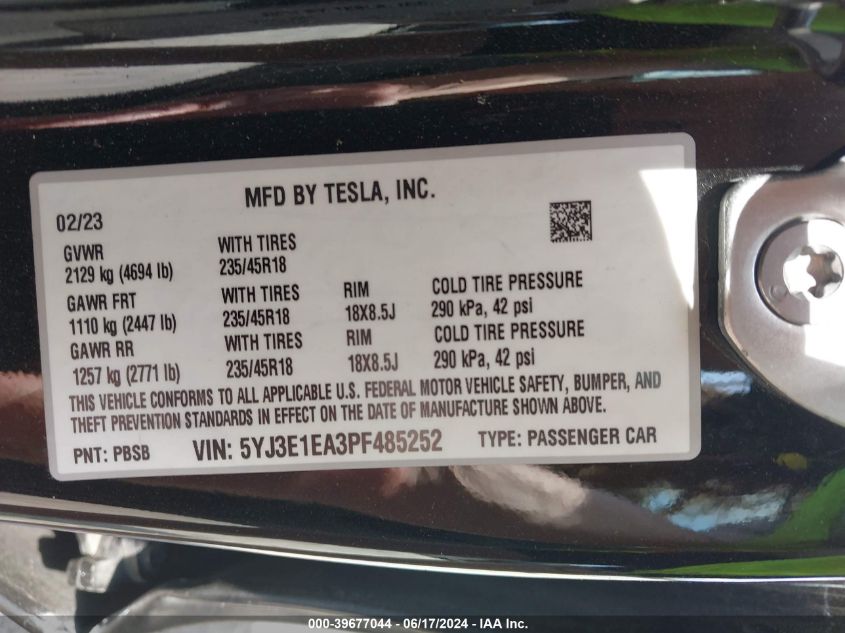 MFD BY TESLA, INC.
02/23
GVWR WITH TIRES
2129 kg (4694 lb) 235/45R18
GAWR FRT WITH TIRES RIM COLD TIRE PRESSURE
1110 kg (2447 lb) 235/45R18 18X8.5J 290 kPa, 42 psi
GAWR RR WITH TIRES RIM COLD TIRE PRESSURE
1257 kg (2771 lb) 235/45R18 18X8.5J 290 kPa, 42 psi
THIS VEHICLE CONFORMS TO ALL APPLICABLE U.S. FEDERAL MOTOR VEHICLE SAFETY, BUMPER, AND
THEFT PREVENTION STANDARDS IN EFFECT ON THE DATE OF MANUFACTURE SHOWN ABOVE.
PNT: PBSB VIN: 5YJ3E1EA3PF485252 TYPE: PASSENGER CAR
000-39677044 - 06/17/2024 - IAA Inc.